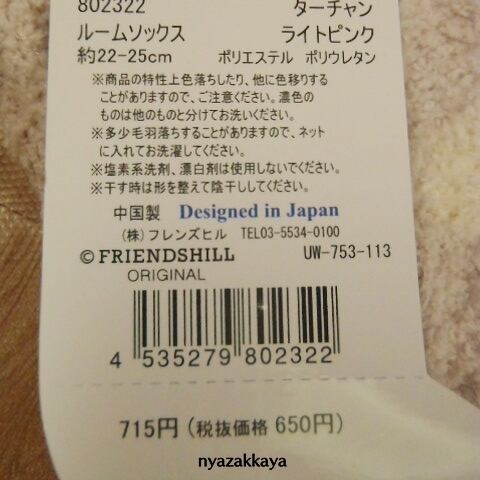 802322 ターチャン
ルームソックス ライトピンク
約22-25cm ポリエステル ポリウレタン
※商品の特性上色落ちしたり、他に色移りする
ことがありますので、ご注意ください。濃色の
ものは他のものと分けてお洗いください。
※多少毛羽落ちすることがありますので、ネット
に入れてお洗濯してください。
※塩素系洗剤、漂白剤は使用しないでください。
※干す時は形を整えて陰干ししてください。
中国製 Designed in Japan
(株)フレンズヒル TEL03-5534-0100
©FRIENDSHILL UW-753-113
ORIGINAL
4 535279 802322
715円(税抜価格 650円)
nyazakkaya